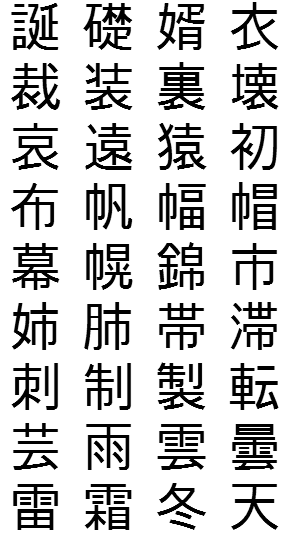 誕 礎 婿 衣
裁 装 裏 壊
哀 遠 猿 初
布 帆 幅 帽
幕 幌 錦 市
姉 肺 帯 滞
刺 制 製 転
芸 雨 雲 曇
雷 霜 冬 天